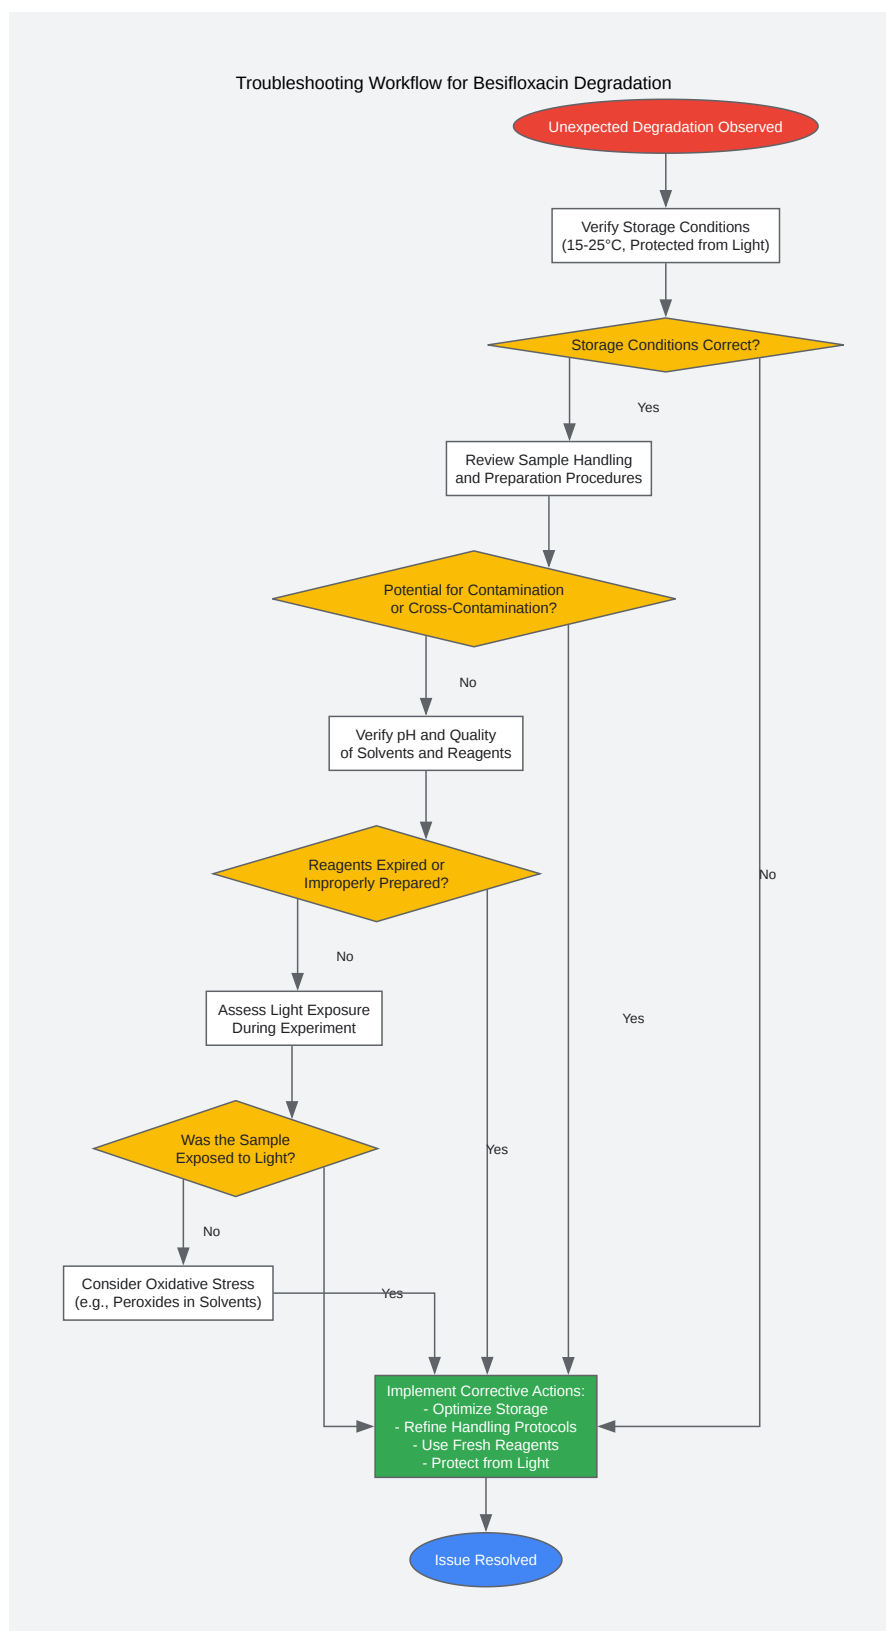 Troubleshooting Workflow for Besifloxacin Degradation
Unexpected Degradation Observed
Verify Storage Conditions
(15-25°C, Protected from Light)
Storage Conditions Correct?
Yes
Review Sample Handling
and Preparation Procedures
Potential for Contamination
or Cross-Contamination?
No
Verify pH and Quality
of Solvents and Reagents
Reagents Expired or
Improperly Prepared?
No
No
Assess Light Exposure
During Experiment
Yes
Was the Sample
Exposed to Light?
Yes
No
Consider Oxidative Stress
(e.g., Peroxides in Solvents)
Yes
Implement Corrective Actions:
- Optimize Storage
- Refine Handling Protocols
- Use Fresh Reagents
- Protect from Light
Issue Resolved